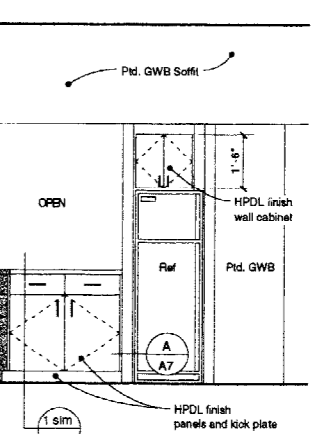 Ptd. GWB Soffit
1'-6"
OPEN
HPDL finish
wall cabinet
Ref
Ptd. GWB
A
A7
HPDL finish
panels and kick plate
1 sim